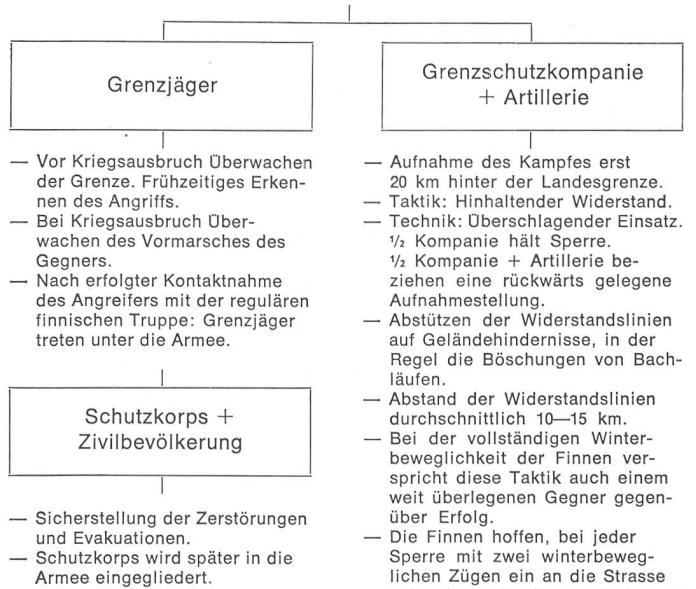 Grenzjäger
— Vor Kriegsausbruch Überwachen
der Grenze. Frühzeitiges Erken-
nen des Angriffs.
— Bei Kriegsausbruch Über-
wachen des Vormarsches des
Gegners.
— Nach erfolgter Kontaktnahme
des Angreifers mit der regulären
finnischen Truppe: Grenzjäger
treten unter die Armee.
Schutzkorps +
Zivilbevölkerung
— Sicherstellung der Zerstörungen
und Evakuationen.
— Schutzkorps wird später in die
Armee eingegliedert.
Grenzschutzkompanie
+ Artillerie
— Aufnahme des Kampfes erst
20 km hinter der Landesgrenze.
— Taktik: Hinhaltender Widerstand.
— Technik: Überschlagender Einsatz.
½ Kompanie hält Sperre.
½ Kompanie + Artillerie be-
ziehen eine rückwärts gelegene
Aufnahmestellung.
— Abstützen der Widerstandslinien
auf Geländehindernisse, in der
Regel die Böschungen von Bach-
läufen.
— Abstand der Widerstandslinien
durchschnittlich 10—15 km.
— Bei der vollständigen Winter-
beweglichkeit der Finnen ver-
spricht diese Taktik auch einem
weit überlegenen Gegner gegen-
über Erfolg.
— Die Finnen hoffen, bei jeder
Sperre mit zwei winterbeweg-
lichen Zügen ein an die Strasse